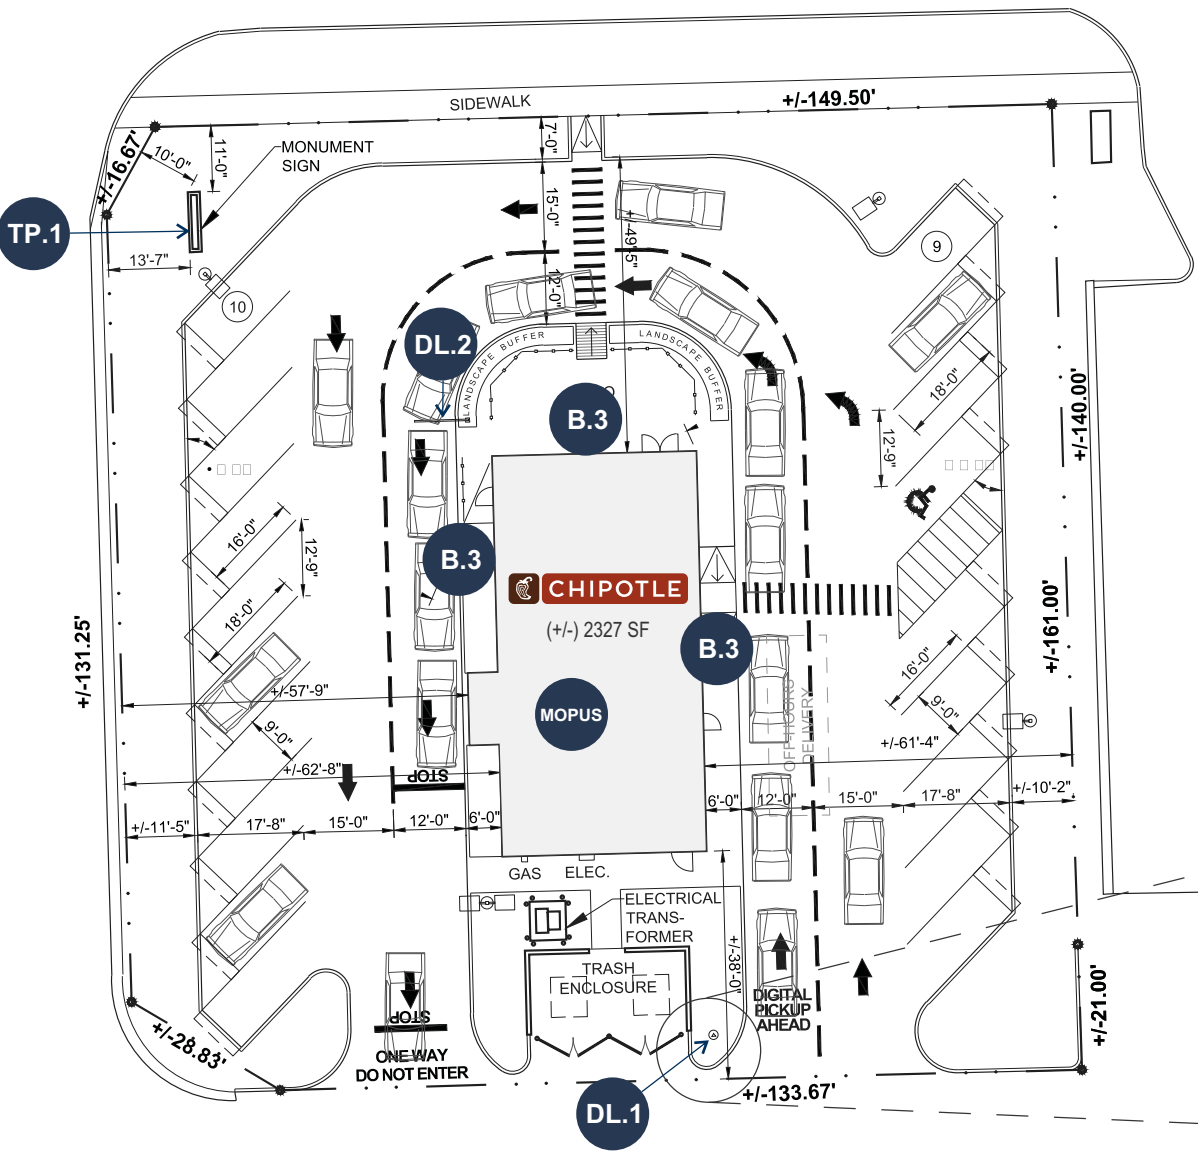 SIDEWALK
+/-149.50'
+/-16.67'
10'-0"
11'-0"
MONUMENT
SIGN
7'-0"
15'-0"
+/-49'-5"
TP.1
13'-7"
10
9
12'-0"
DL.2
LANDSCAPE BUFFER
LANDSCAPE BUFFER
B.3
18'-0"
12'-9"
+/-140.00'
16'-0"
12'-9"
18'-0"
B.3
CHIPOTLE
(+/-) 2327 SF
B.3
MOPUS
OFF-HOURS
DELIVERY
16'-0"
9'-0"
+/-161.00'
+/-131.25'
+/-57'-9"
9'-0"
+/-62'-8"
+/-61'-4"
STOP
+/-11'-5"
17'-8"
15'-0"
12'-0"
6'-0"
6'-0"
12'-0"
15'-0"
17'-8"
+/-10'-2"
GAS
ELEC.
ELECTRICAL
TRANS-
FORMER
+/-38'-0"
TRASH
ENCLOSURE
DIGITAL
PICKUP
AHEAD
STOP
ONE WAY
DO NOT ENTER
+/-28.83'
+/-21.00'
+/-133.67'
DL.1